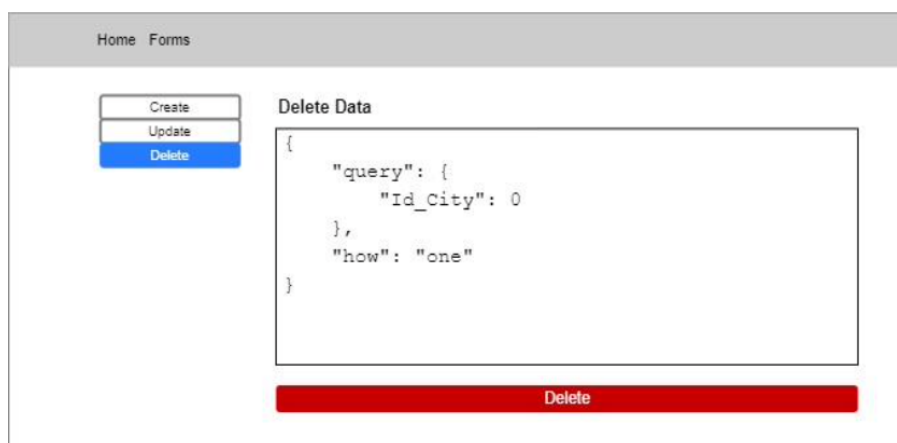 Home Forms
Create
Update
Delete
Delete Data
{
    "query": {
        "Id_City": 0
    },
    "how": "one"
}
Delete